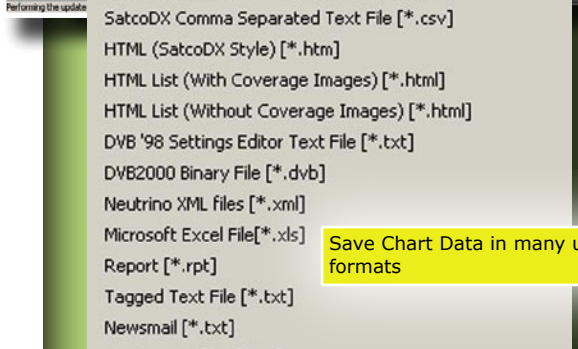 Performing the update
SatcoDX Comma Separated Text File [*.csv]
HTML (SatcoDX Style) [*.htm]
HTML List (With Coverage Images) [*.html]
HTML List (Without Coverage Images) [*.html]
DVB '98 Settings Editor Text File [*.txt]
DVB2000 Binary File [*.dvb]
Neutrino XML files [*.xml]
Microsoft Excel File[*.xls]
Save Chart Data in many u
formats
Report [*.rpt]
Tagged Text File [*.txt]
Newsmail [*.txt]